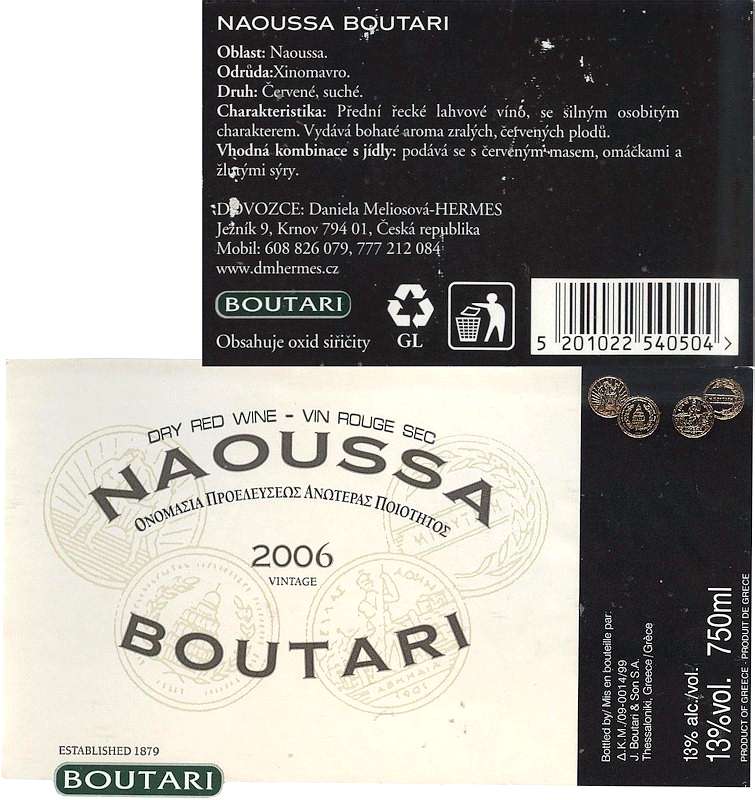 NAOUSSA BOUTARI
Oblast: Naoussa.
Odrůda:Xinomavro.
Druh: Červené, suché.
Charakteristika: Přední řecké lahvové víno, se silným osobitým
charakterem. Vydává bohaté aroma zralých, červených plodů.
Vhodná kombinace s jídly: podává se s červeným masem, omáčkami a
žlutými sýry.
DOVOZCE: Daniela Meliosová-HERMES
Ježník 9, Krnov 794 01, Česká republika
Mobil: 608 826 079, 777 212 084
www.dmhermes.cz
BOUTARI
Obsahuje oxid siřičitý
GL
5 201022 540504 >
DRY RED WINE - VIN ROUGE SEC
NAOUSSA
ΟΝΟΜΑΣΙΑ ΠΡΟΕΛΕΥΣΕΩΣ ΑΝΩΤΕΡΑΣ ΠΟΙΟΤΗΤΟΣ
2006
VINTAGE
BOUTARI
ESTABLISHED 1879
BOUTARI
Bottled by/ Mis en bouteille par:
Δ.Κ.Μ./09-0014/99
J. Boutari & Son S.A.
Thessaloniki, Greece/Grèce
13% alc./vol.
13%vol. 750ml
PRODUCT OF GREECE - PRODUIT DE GRECE